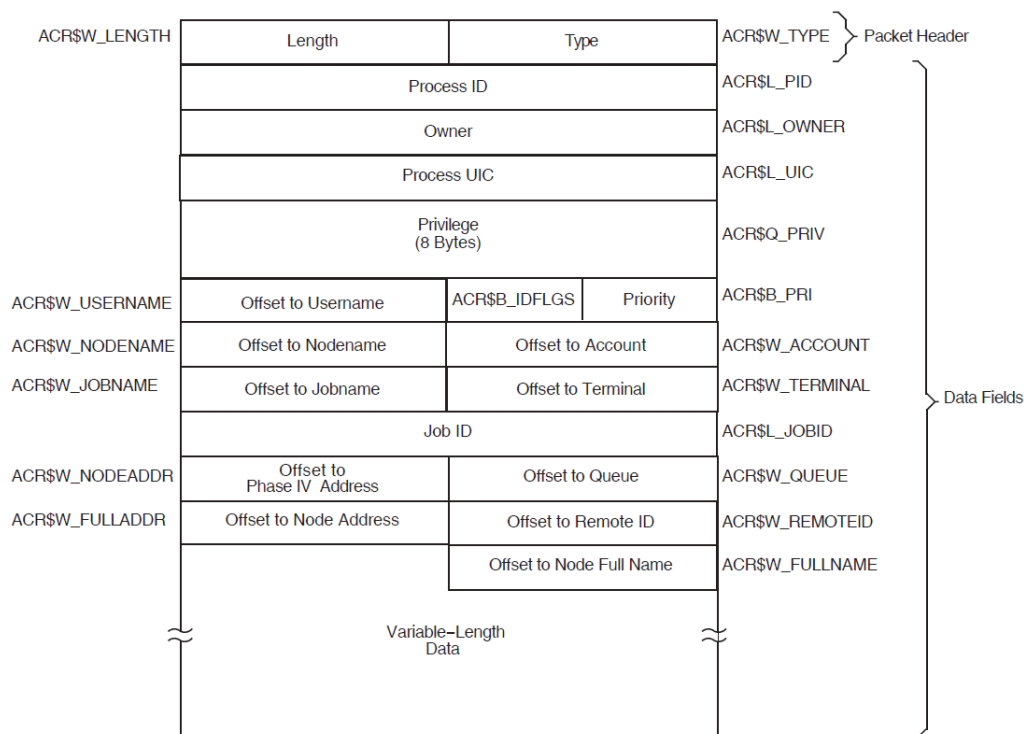 ACR$W_LENGTH Length Type ACR$W_TYPE Packet Header
Process ID ACR$L_PID
Owner ACR$L_OWNER
Process UIC ACR$L_UIC
Privilege
(8 Bytes) ACR$Q_PRIV
ACR$W_USERNAME Offset to Username ACR$B_IDFLGS Priority ACR$B_PRI
ACR$W_NODENAME Offset to Nodename Offset to Account ACR$W_ACCOUNT
ACR$W_JOBNAME Offset to Jobname Offset to Terminal ACR$W_TERMINAL
Data Fields
Job ID ACR$L_JOBID
ACR$W_NODEADDR Offset to
Phase IV Address Offset to Queue ACR$W_QUEUE
ACR$W_FULLADDR Offset to Node Address Offset to Remote ID ACR$W_REMOTEID
Offset to Node Full Name ACR$W_FULLNAME
Variable-Length
Data